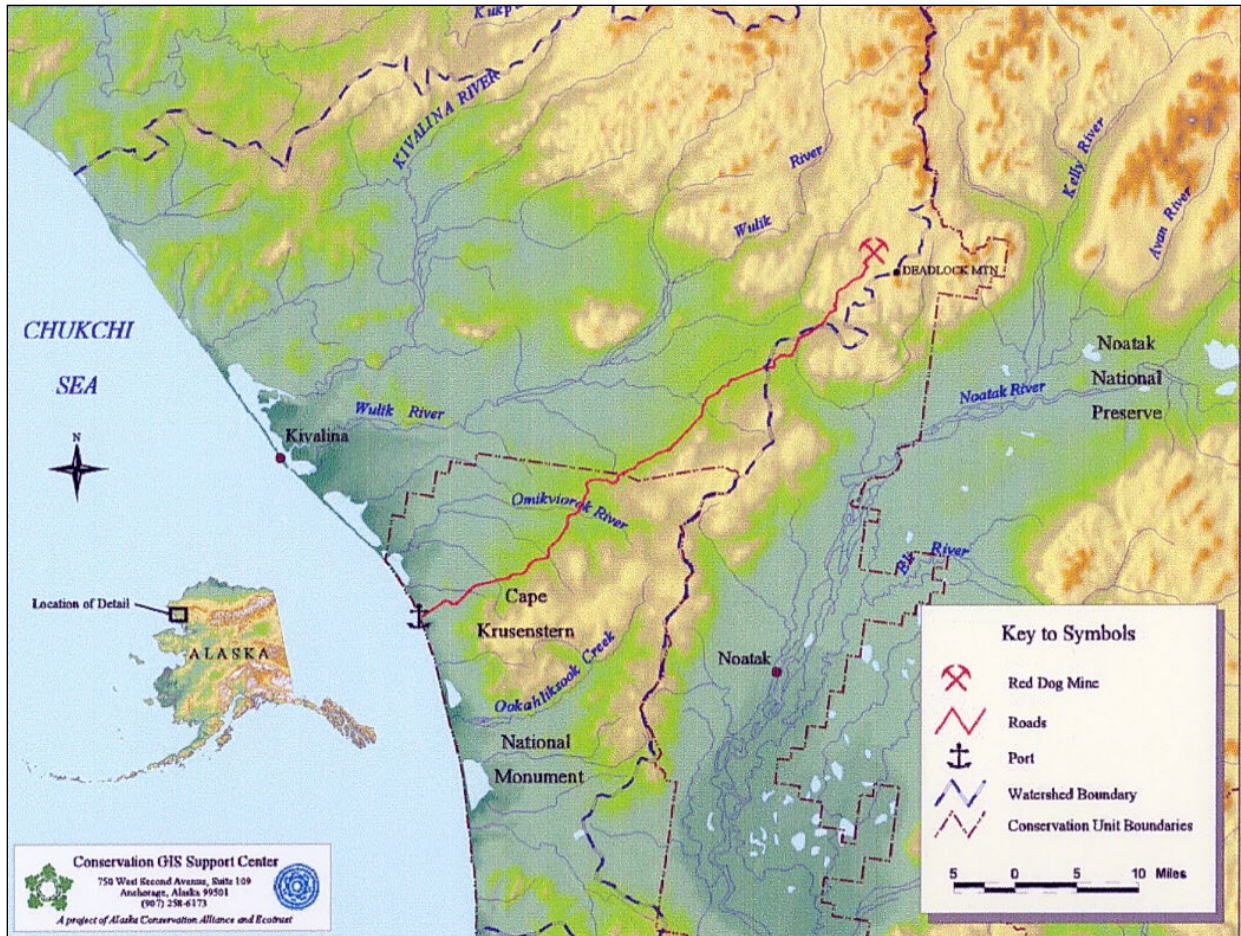 KIVALINA RIVER
Kelly River
Avan River
River
Wulik
DEADLOCK MTN
CHUKCHI
SEA
Noatak
National
Preserve
Noatak River
Wulik River
Kivalina
N
Omikviorok River
River
Location of Detail
ALASKA
Cape
Krusenstern
Noatak
Ookahliksook Creek
National
Monument
Key to Symbols
Red Dog Mine
Roads
Port
Watershed Boundary
Conservation Unit Boundaries
5 0 5 10 Miles
Conservation GIS Support Center
750 West Second Avenue, Suite 109
Anchorage, Alaska 99501
(907) 258-6173
A project of Alaska Conservation Alliance and Ecotrust